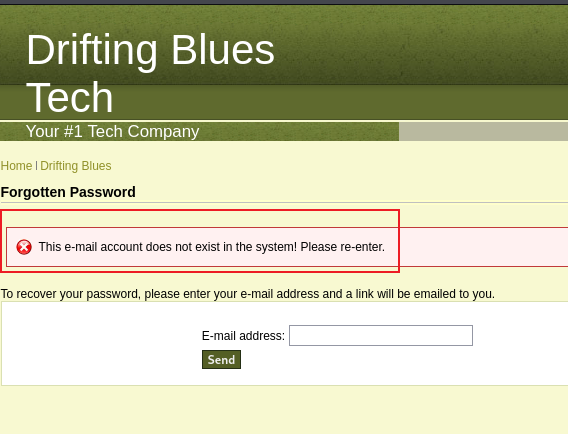 Drifting Blues
Tech
Your #1 Tech Company
Home | Drifting Blues
Forgotten Password
This e-mail account does not exist in the system! Please re-enter.
To recover your password, please enter your e-mail address and a link will be emailed to you.
E-mail address:
Send